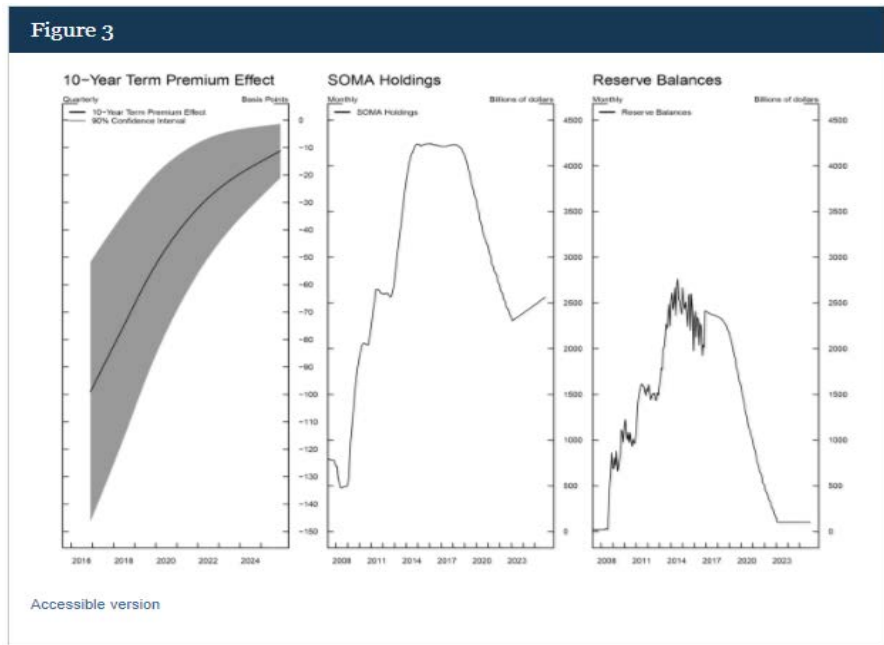 Figure 3
10-Year Term Premium Effect
Quarterly Basis Points
10-Year Term Premium Effect
90% Confidence Interval
0
-10
-20
-30
-40
-50
-60
-70
-80
-90
-100
-110
-120
-130
-140
-150
2016 2018 2020 2022 2024
SOMA Holdings
Monthly Billions of dollars
SOMA Holdings
4500
4000
3500
3000
2500
2000
1500
1000
500
0
2008 2011 2014 2017 2020 2023
Reserve Balances
Monthly Billions of dollars
Reserve Balances
4500
4000
3500
3000
2500
2000
1500
1000
500
0
2008 2011 2014 2017 2020 2023
Accessible version